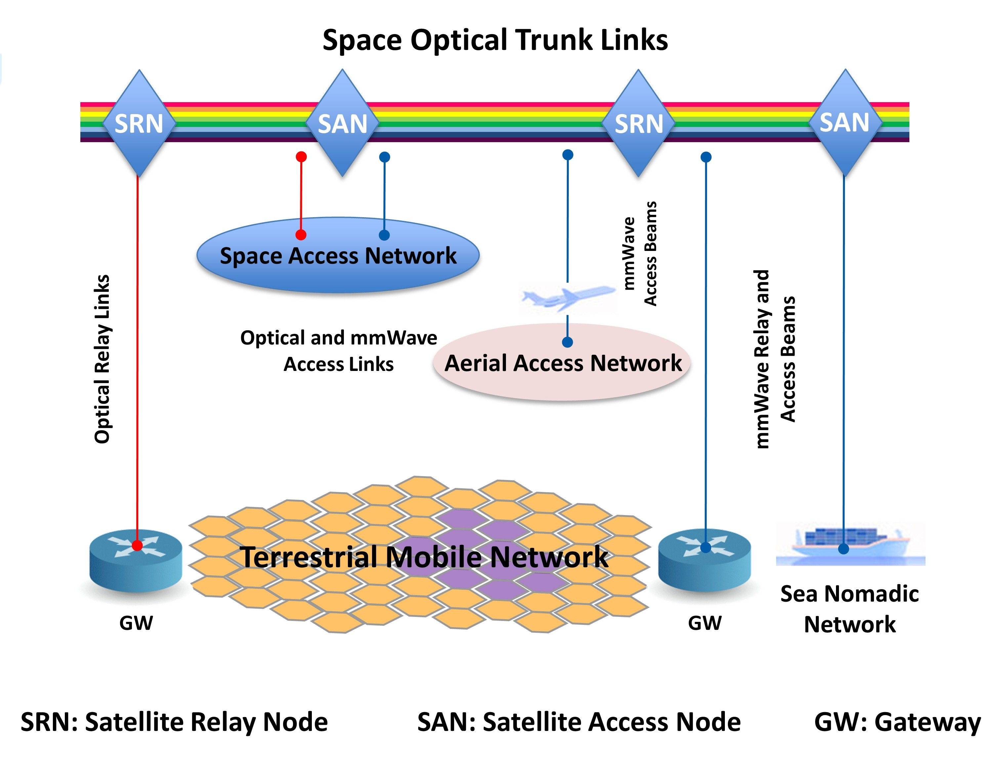 Space Optical Trunk Links
SRN
SAN
SRN
SAN
Optical Relay Links
Space Access Network
Optical and mmWave
Access Links
mmWave
Access Beams
Aerial Access Network
mmWave Relay and
Access Beams
Terrestrial Mobile Network
GW
GW
Sea Nomadic
Network
SRN: Satellite Relay Node
SAN: Satellite Access Node
GW: Gateway